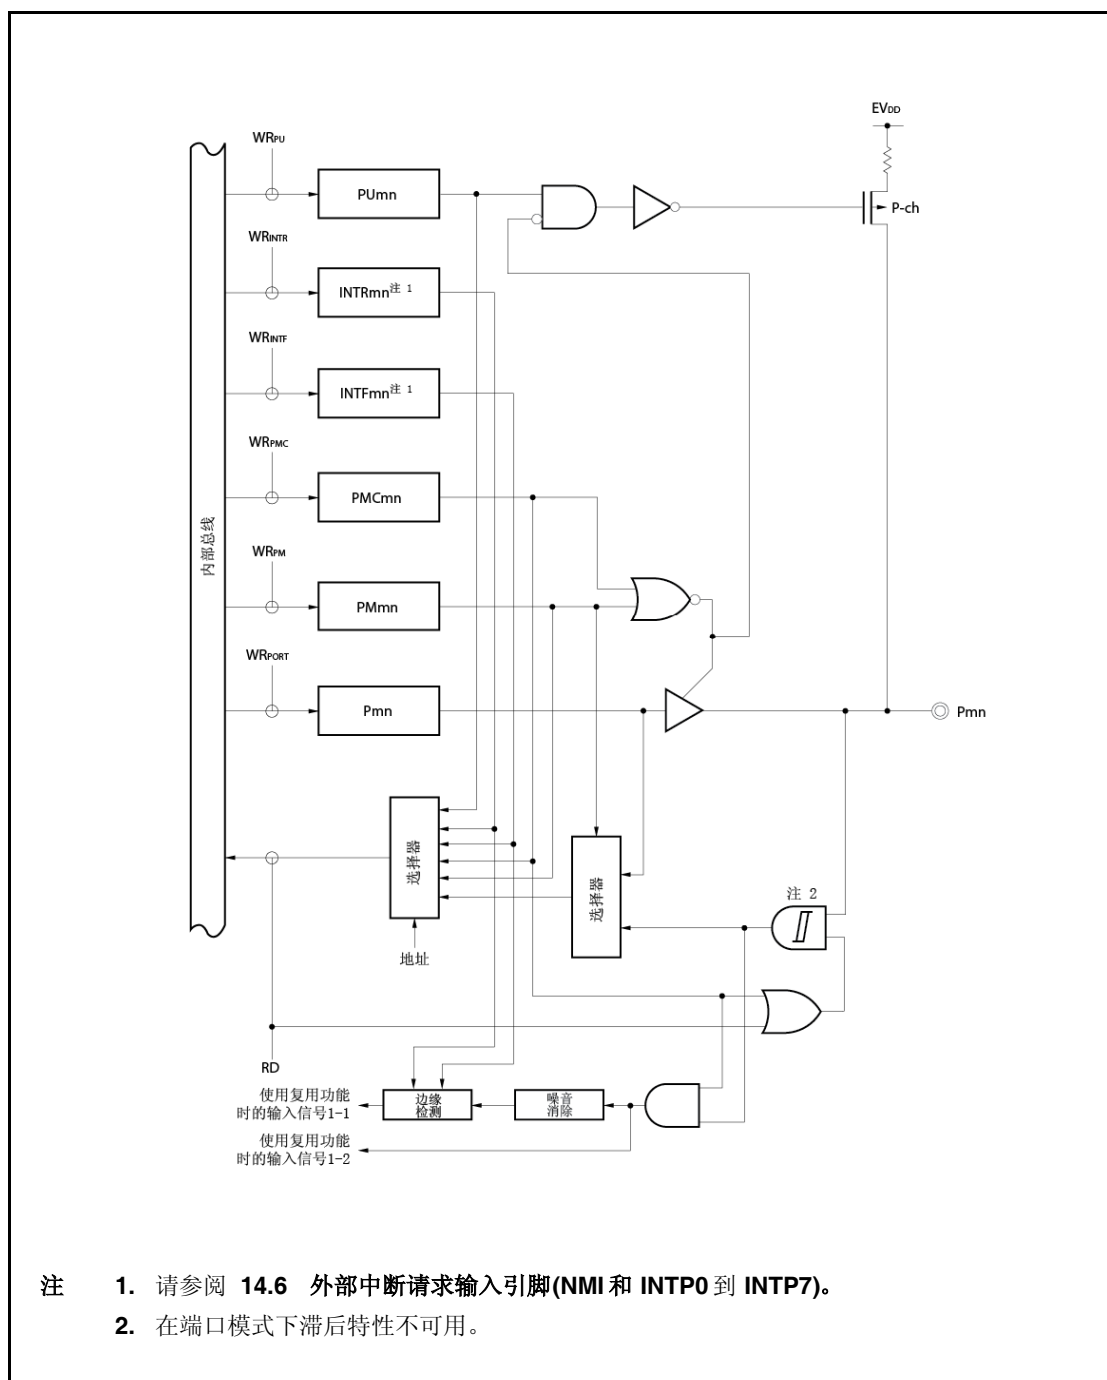 EVDD
WRPU
PUmn
P-ch
WRINTR
INTRmn注 1
WRINTF
INTFmn注 1
WRPMC
PMCmn
内部总线
WRPM
PMmn
WRPORT
Pmn
Pmn
选择器
选择器
注 2
地址
RD
使用复用功能
时的输入信号1-1
边缘
检测
噪音
消除
使用复用功能
时的输入信号1-2
注 1. 请参阅 14.6 外部中断请求输入引脚(NMI 和 INTP0 到 INTP7)。
2. 在端口模式下滞后特性不可用。